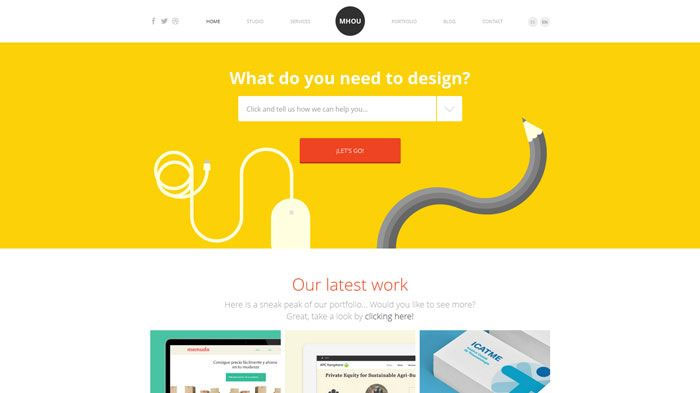 HOME
STUDIO
SERVICES
MHOU
PORTFOLIO
BLOG
CONTACT
EN
What do you need to design?
Click and tell us how we can help you...
¡LET'S GO!
Our latest work
Here is a sneak peak of our portfolio... Would you like to see more?
Great, take a look by clicking here!
Consigue precio fácilmente y ahorra
en tu mudanza
Private Equity for Sustainable Agri-Bu
ICATME